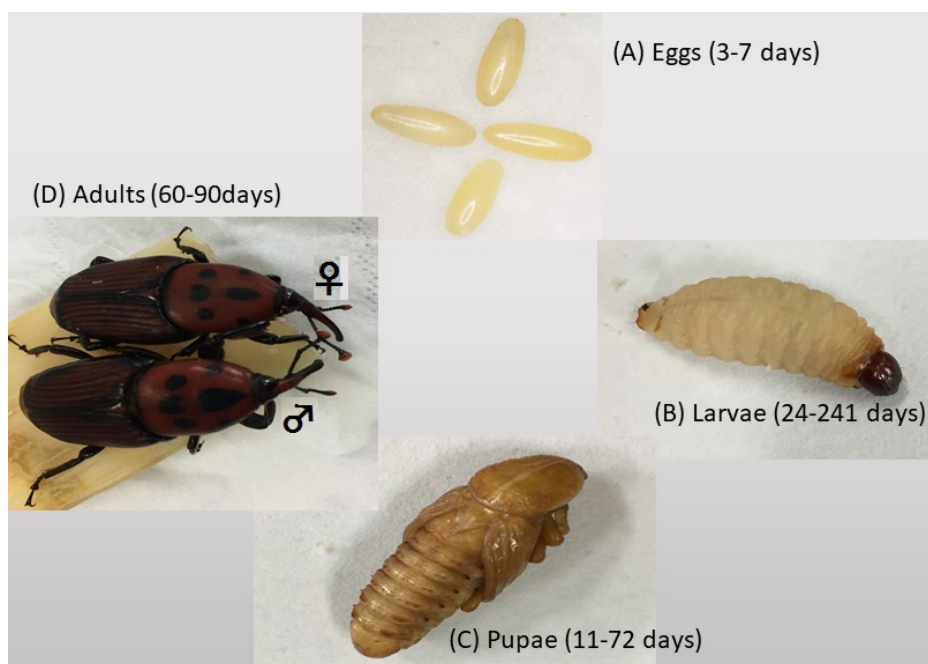 (A) Eggs (3-7 days)
(D) Adults (60-90days)
♀
♂
(B) Larvae (24-241 days)
(C) Pupae (11-72 days)